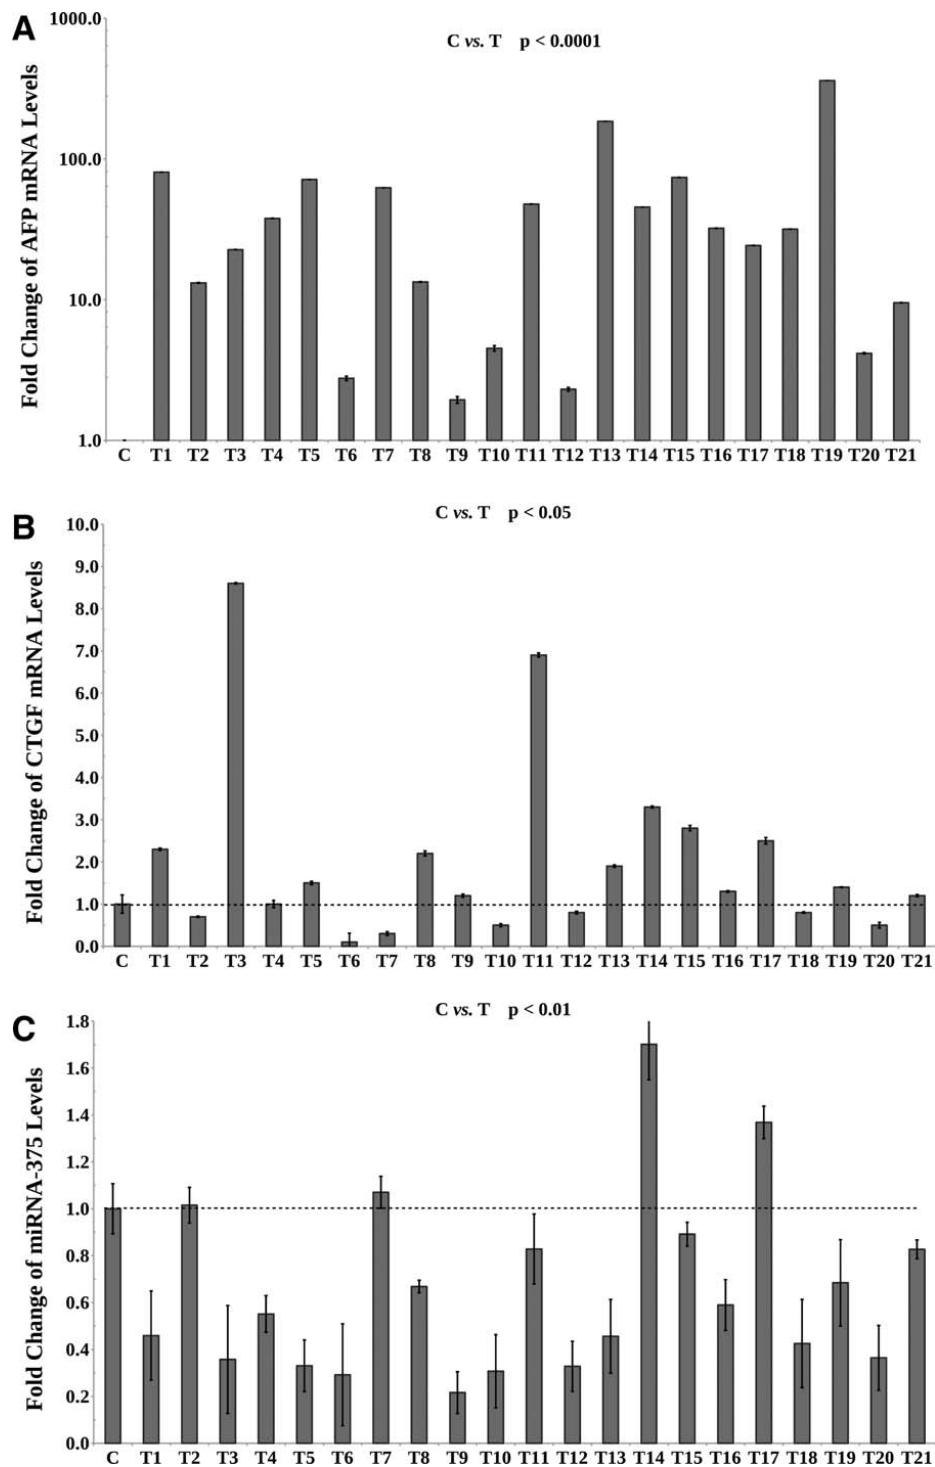 A
C vs. T p < 0.0001
Fold Change of AFP mRNA Levels
1000.0
100.0
10.0
1.0
C T1 T2 T3 T4 T5 T6 T7 T8 T9 T10 T11 T12 T13 T14 T15 T16 T17 T18 T19 T20 T21
B
C vs. T p < 0.05
Fold Change of CTGF mRNA Levels
10.0
9.0
8.0
7.0
6.0
5.0
4.0
3.0
2.0
1.0
0.0
C T1 T2 T3 T4 T5 T6 T7 T8 T9 T10 T11 T12 T13 T14 T15 T16 T17 T18 T19 T20 T21
C
C vs. T p < 0.01
Fold Change of miRNA-375 Levels
1.8
1.6
1.4
1.2
1.0
0.8
0.6
0.4
0.2
0.0
C T1 T2 T3 T4 T5 T6 T7 T8 T9 T10 T11 T12 T13 T14 T15 T16 T17 T18 T19 T20 T21